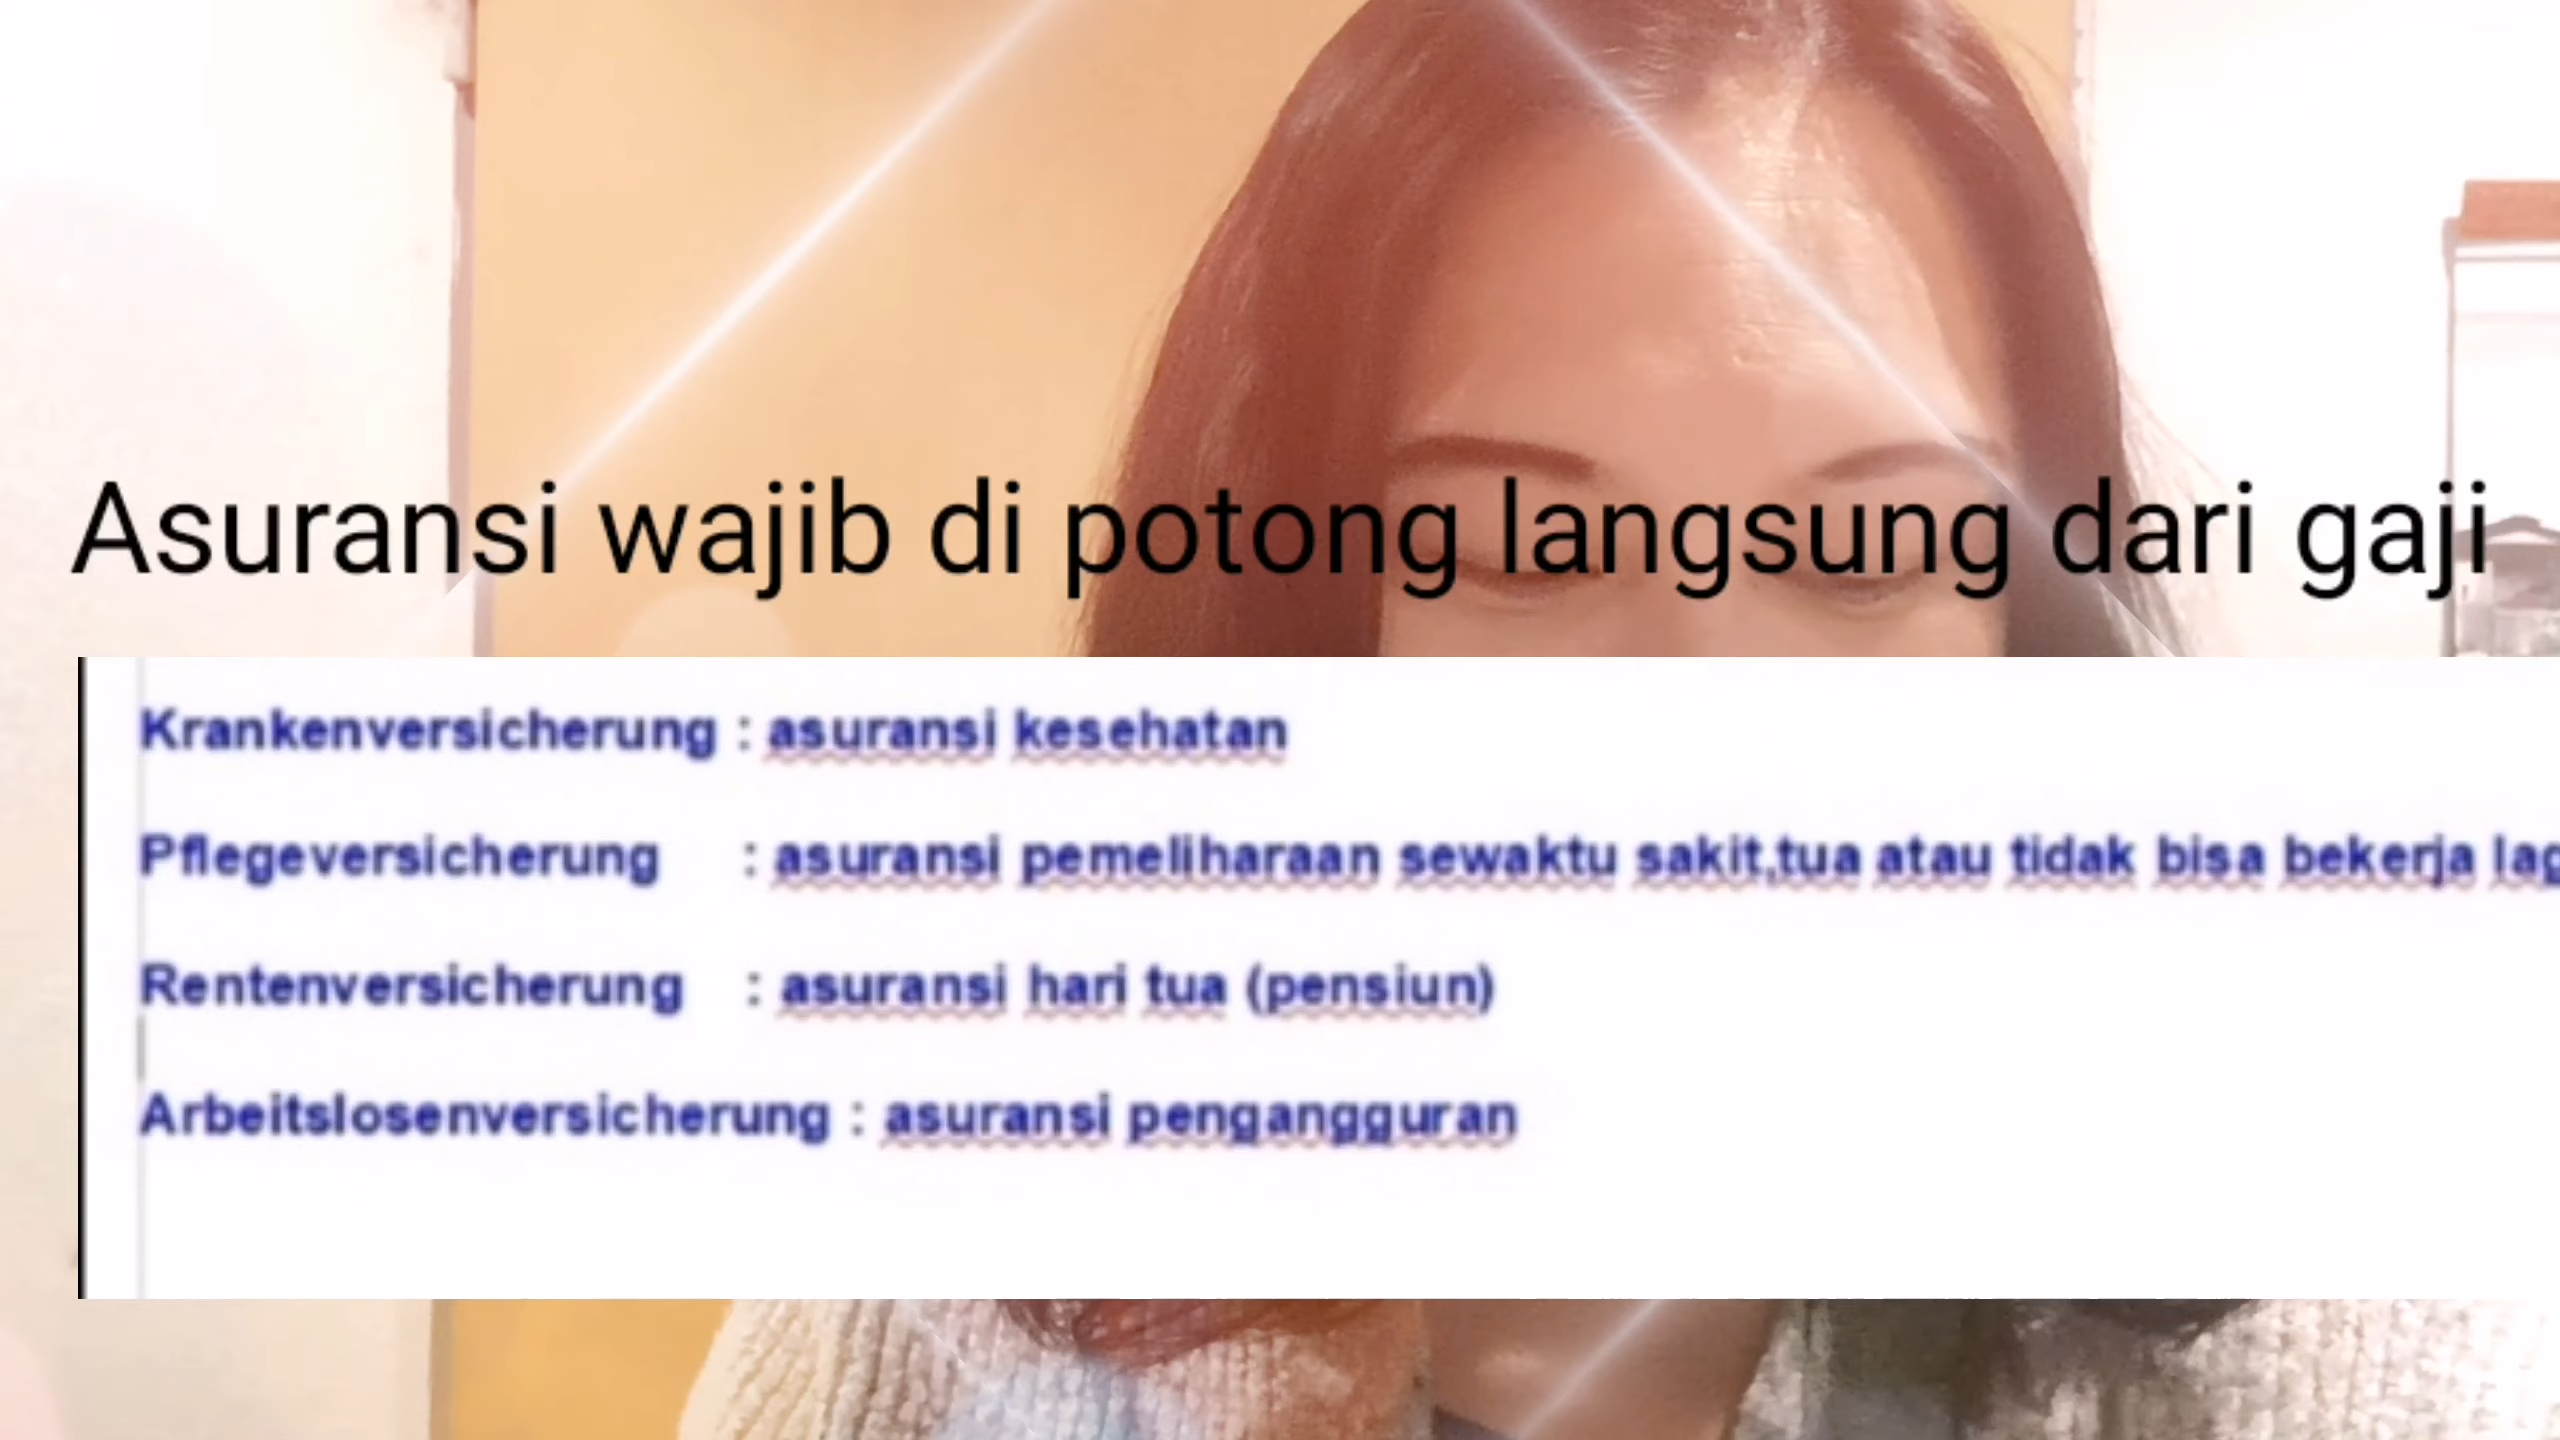 Asuransi wajib di potong langsung dari gaji
Krankenversicherung : asuransi kesehatan
Pflegeversicherung : asuransi pemeliharaan sewaktu sakit,tua atau tidak bisa bekerja
Rentenversicherung : asuransi hari tua (pensiun)
Arbeitslosenversicherung : asuransi pengangguran